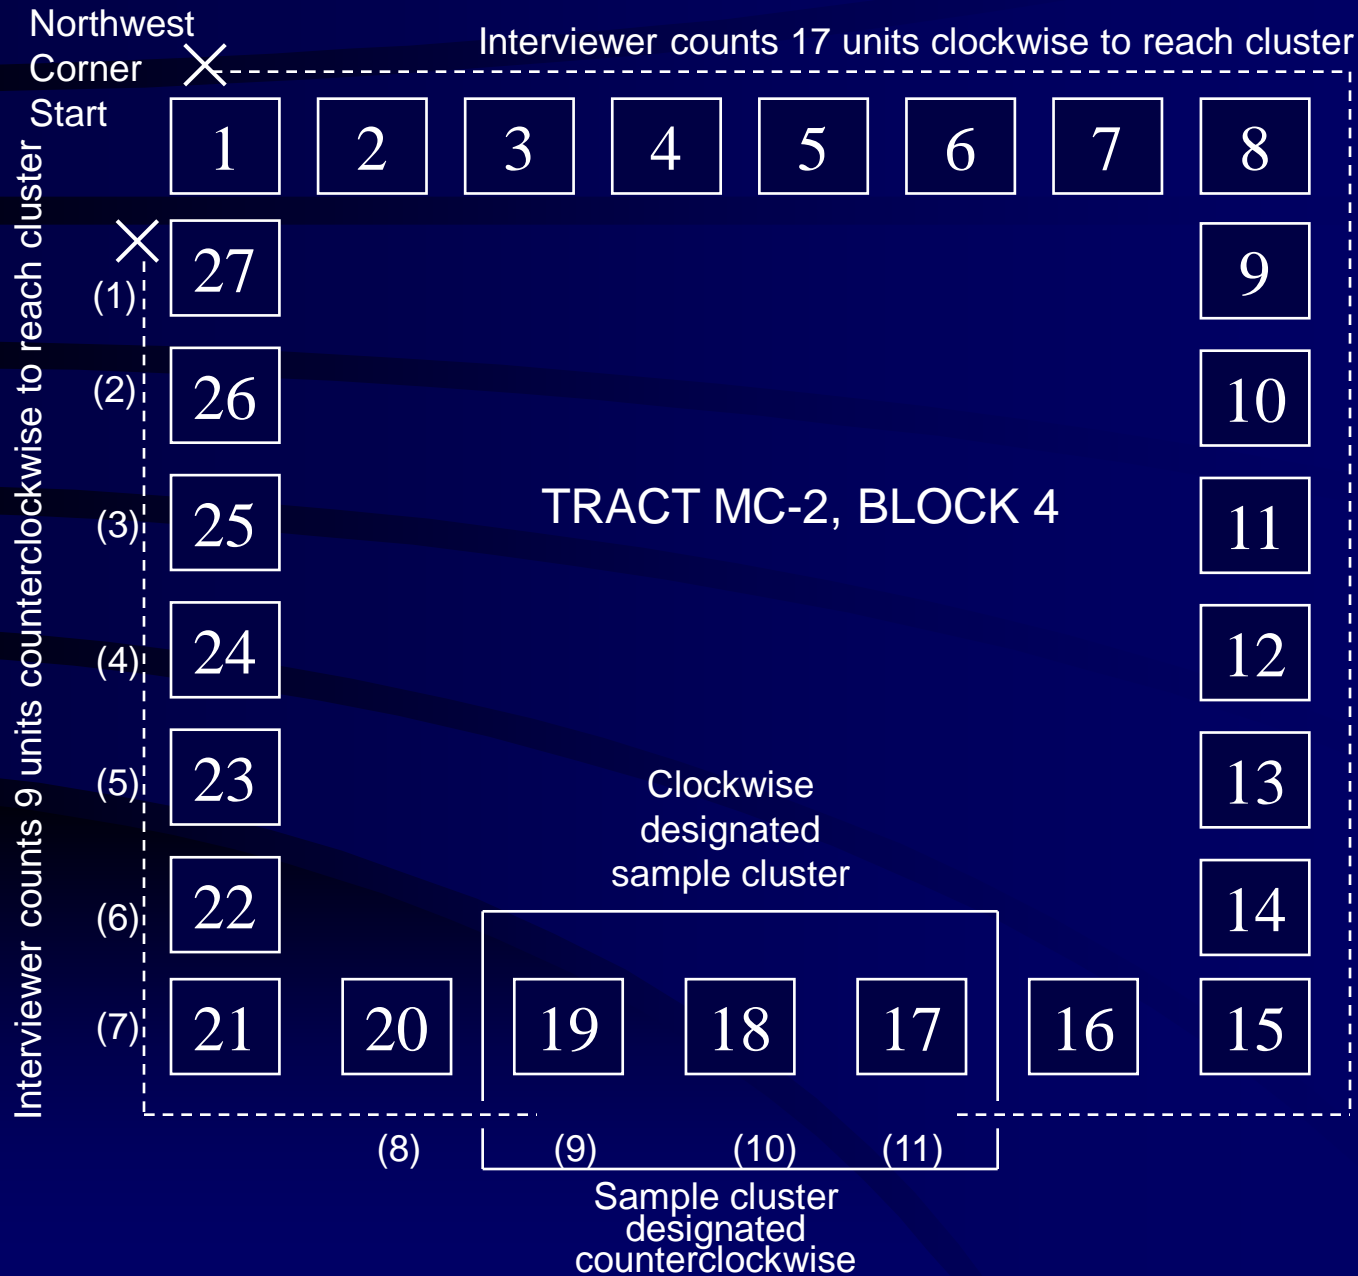 Northwest
Corner
Start
Interviewer counts 17 units clockwise to reach cluster
1 2 3 4 5 6 7 8
Interviewer counts 9 units counterclockwise to reach cluster
(1) 27 9
(2) 26 10
(3) 25 11
TRACT MC-2, BLOCK 4
(4) 24 12
(5) 23 13
Clockwise
designated
sample cluster
(6) 22 14
(7) 21 20 19 18 17 16 15
(8) (9) (10) (11)
Sample cluster
designated
counterclockwise